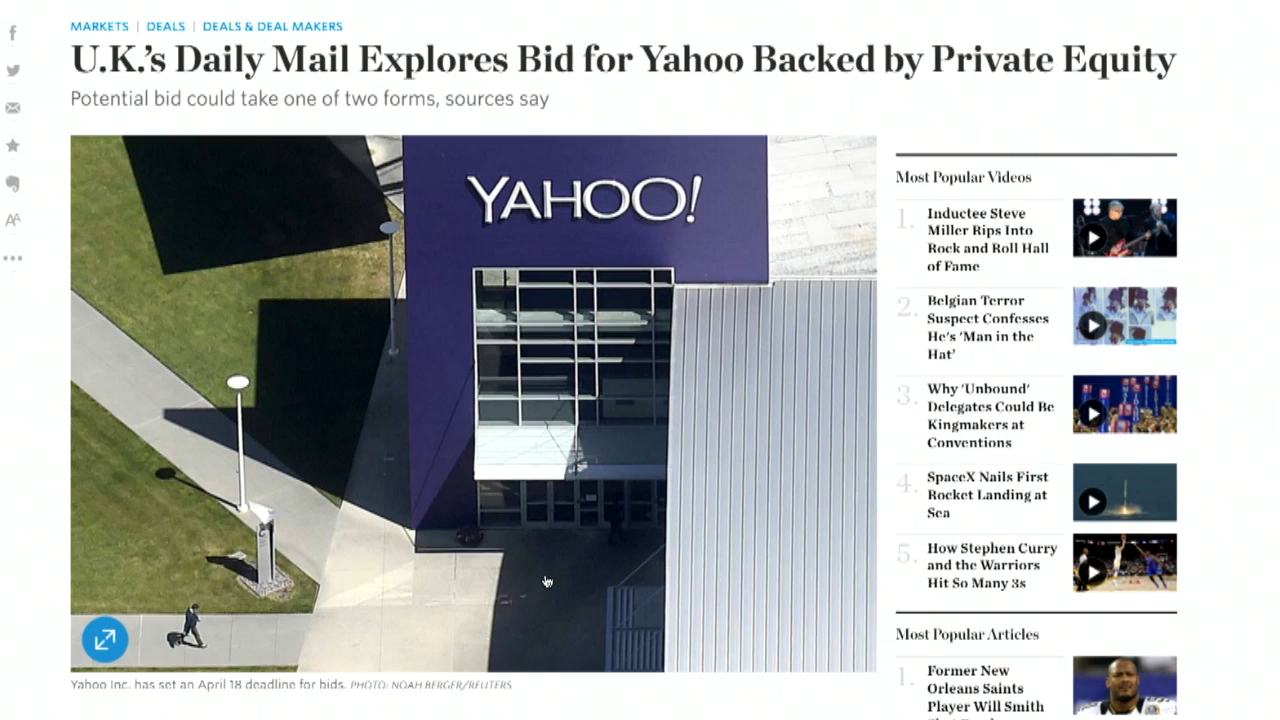 MARKETS | DEALS | DEALS & DEAL MAKERS
U.K.’s Daily Mail Explores Bid for Yahoo Backed by Private Equity
Potential bid could take one of two forms, sources say
YAHOO!
Yahoo Inc. has set an April 18 deadline for bids. PHOTO: NOAH BERGER/REUTERS
Most Popular Videos
1. Inductee Steve
Miller Rips Into
Rock and Roll Hall
of Fame
2. Belgian Terror
Suspect Confesses
He’s ‘Man in the
Hat’
3. Why ‘Unbound’
Delegates Could Be
Kingmakers at
Conventions
4. SpaceX Nails First
Rocket Landing at
Sea
5. How Stephen Curry
and the Warriors
Hit So Many 3s
Most Popular Articles
1. Former New
Orleans Saints
Player Will Smith
AA